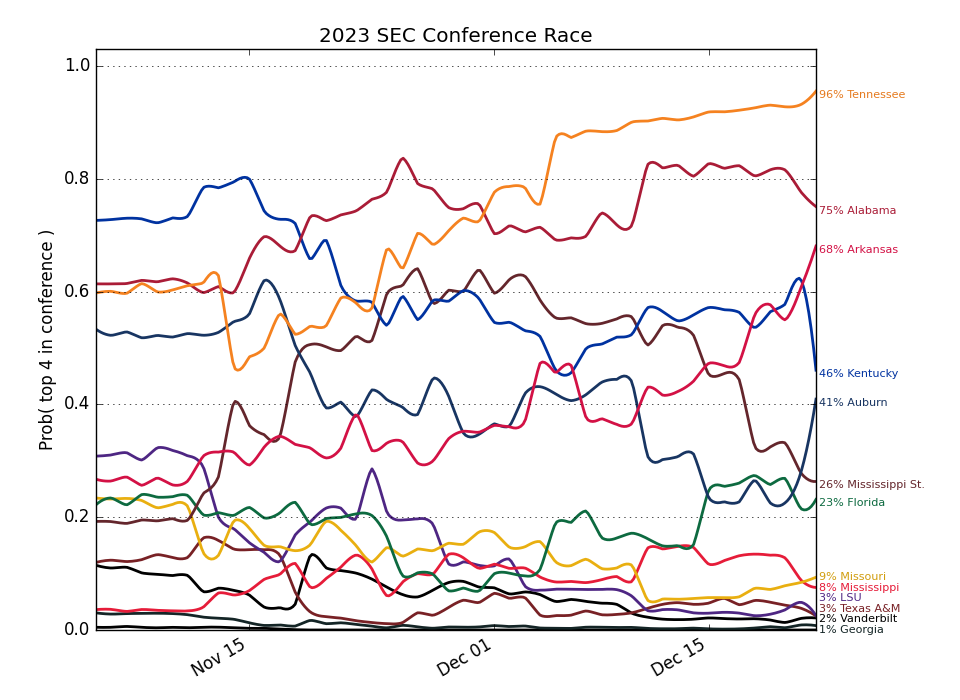 2023 SEC Conference Race
Prob( top 4 in conference )
1.0
0.8
0.6
0.4
0.2
0.0
Nov 15
Dec 01
Dec 15
96% Tennessee
75% Alabama
68% Arkansas
46% Kentucky
41% Auburn
26% Mississippi St.
23% Florida
9% Missouri
8% Mississippi
3% LSU
3% Texas A&M
2% Vanderbilt
1% Georgia